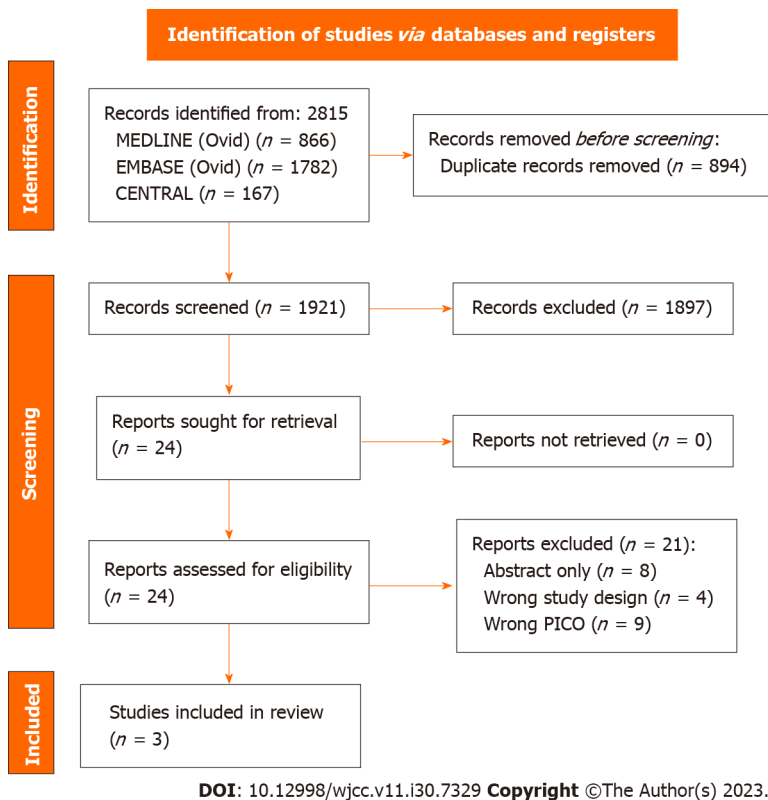 Identification of studies via databases and registers
Identification
Records identified from: 2815
MEDLINE (Ovid) (n = 866)
EMBASE (Ovid) (n = 1782)
CENTRAL (n = 167)
Records removed before screening:
Duplicate records removed (n = 894)
Screening
Records screened (n = 1921)
Records excluded (n = 1897)
Reports sought for retrieval
(n = 24)
Reports not retrieved (n = 0)
Reports assessed for eligibility
(n = 24)
Reports excluded (n = 21):
Abstract only (n = 8)
Wrong study design (n = 4)
Wrong PICO (n = 9)
Included
Studies included in review
(n = 3)
DOI: 10.12998/wjcc.v11.i30.7329 Copyright ©The Author(s) 2023.